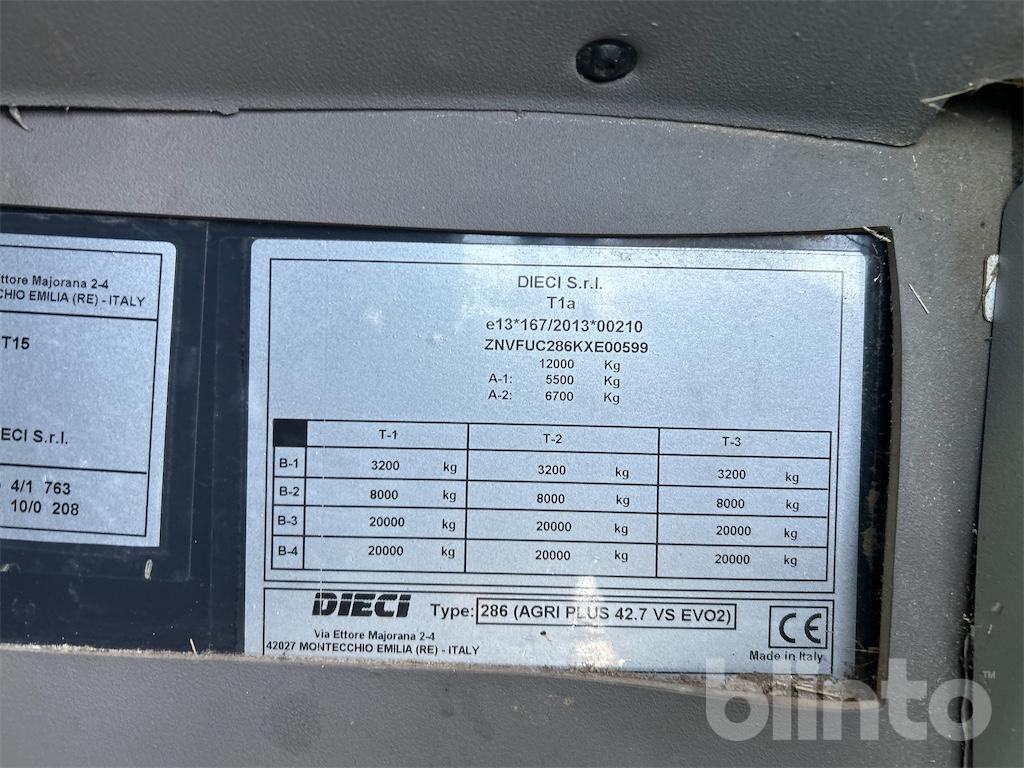 ttore Majorana 2-4
CHIO EMILIA (RE) - ITALY
T15
ECI S.r.l.
4/1 763
10/0 208
DIECI S.r.l.
T1a
e13*167/2013*00210
ZNVFUC286KXE00599
12000 Kg
A-1: 5500 Kg
A-2: 6700 Kg
T-1 T-2 T-3
B-1 3200 kg 3200 kg 3200 kg
B-2 8000 kg 8000 kg 8000 kg
B-3 20000 kg 20000 kg 20000 kg
B-4 20000 kg 20000 kg 20000 kg
DIECI Type: 286 (AGRI PLUS 42.7 VS EVO2)
Via Ettore Majorana 2-4
42027 MONTECCHIO EMILIA (RE) - ITALY
CE
Made in Italy
blinto™